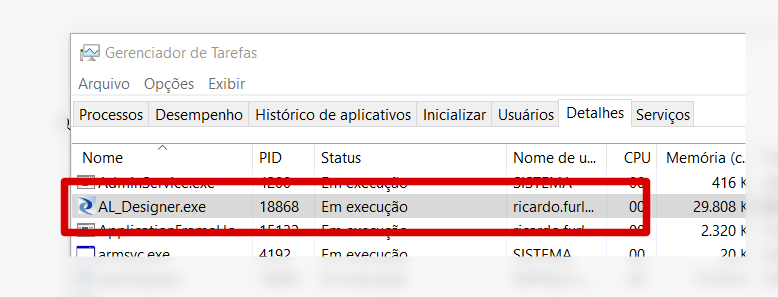 Gerenciador de Tarefas
Arquivo Opções Exibir
Processos Desempenho Histórico de aplicativos Inicializar Usuários Detalhes Serviços
Nome PID Status Nome de u... CPU Memória (c...
AdminService.exe 4200 Em execução SISTEMA 00 416 K
AL_Designer.exe 18868 Em execução ricardo.furl... 00 29.808 K
ApplicationFrameHo... 15132 Em execução ricardo.furl... 00 2.320 K
armsvc.exe 4192 Em execução SISTEMA 00 20 K